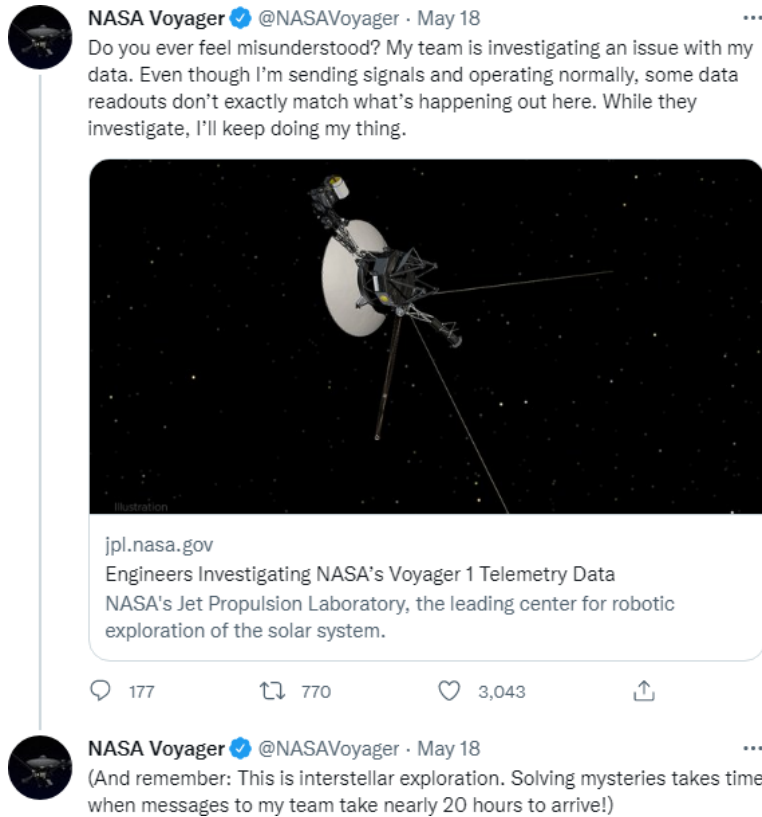 NASA Voyager @NASAVoyager · May 18
Do you ever feel misunderstood? My team is investigating an issue with my
data. Even though I’m sending signals and operating normally, some data
readouts don’t exactly match what’s happening out here. While they
investigate, I’ll keep doing my thing.
Illustration
jpl.nasa.gov
Engineers Investigating NASA’s Voyager 1 Telemetry Data
NASA's Jet Propulsion Laboratory, the leading center for robotic
exploration of the solar system.
177 770 3,043
NASA Voyager @NASAVoyager · May 18
(And remember: This is interstellar exploration. Solving mysteries takes time
when messages to my team take nearly 20 hours to arrive!)